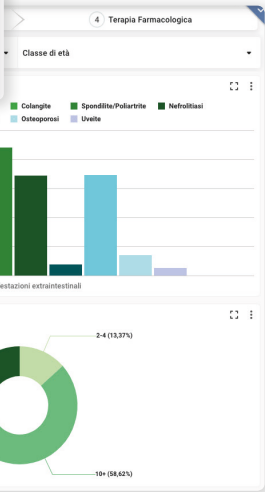 4 Terapia Farmacologica
Classe di età
Colangite Spondilite/Poliartrite Nefrolitiasi
Osteoporosi Uveite
estazioni extraintestinali
2-4 (13,37%)
10+ (58,62%)